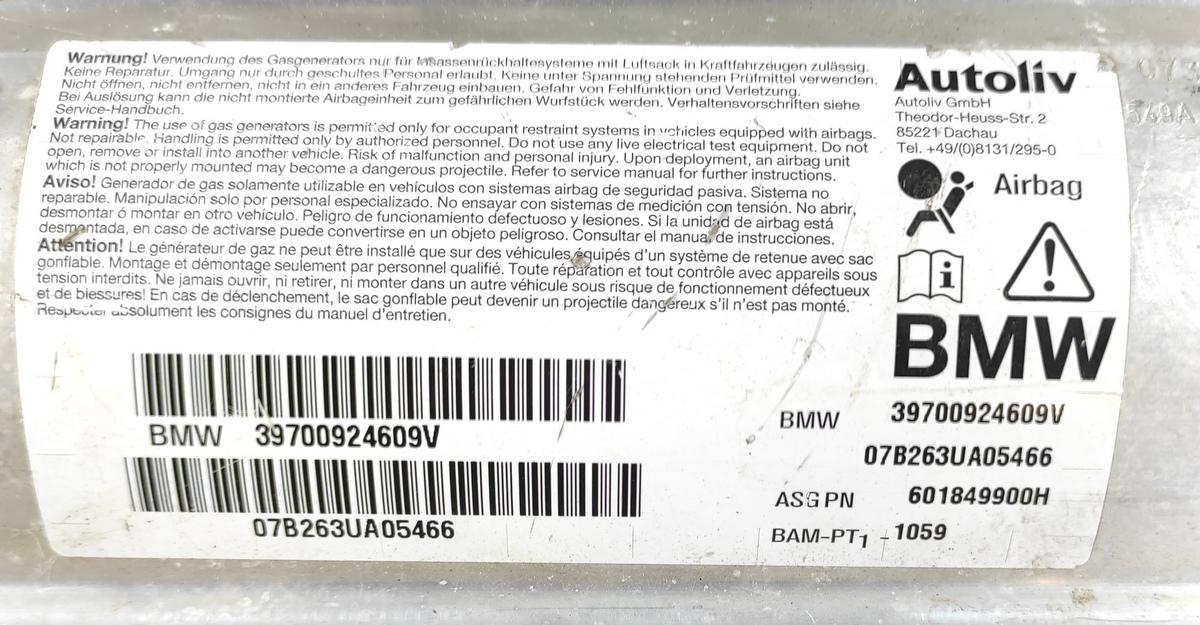 Warnung! Verwendung des Gasgenerators nur für Insassenrückhaltesysteme mit Luftsack in Kraftfahrzeugen zulässig.
Keine Reparatur. Umgang nur durch geschultes Personal erlaubt. Keine unter Spannung stehenden Prüfmittel verwenden.
Nicht öffnen, nicht entfernen, nicht in ein anderes Fahrzeug einbauen. Gefahr von Fehlfunktion und Verletzung.
Bei Auslösung kann die nicht montierte Airbageinheit zum gefährlichen Wurfstück werden. Verhaltensvorschriften siehe
Service-Handbuch.
Warning! The use of gas generators is permitted only for occupant restraint systems in vehicles equipped with airbags.
Not repairable. Handling is permitted only by authorized personnel. Do not use any live electrical test equipment. Do not
open, remove or install into another vehicle. Risk of malfunction and personal injury. Upon deployment, an airbag unit
which is not properly mounted may become a dangerous projectile. Refer to service manual for further instructions.
Aviso! Generador de gas solamente utilizable en vehículos con sistemas airbag de seguridad pasiva. Sistema no
reparable. Manipulación solo por personal especializado. No ensayar con sistemas de medición con tensión. No abrir,
desmontar ó montar en otro vehículo. Peligro de funcionamiento defectuoso y lesiones. Si la unidad de airbag está
desmontada, en caso de activarse puede convertirse en un objeto peligroso. Consultar el manual de instrucciones.
Attention! Le générateur de gaz ne peut être installé que sur des véhicules équipés d'un système de retenue avec sac
gonflable. Montage et démontage seulement par personnel qualifié. Toute réparation et tout contrôle avec appareils sous
tension interdits. Ne jamais ouvrir, ni retirer, ni monter dans un autre véhicule sous risque de fonctionnement défectueux
et de blessures! En cas de déclenchement, le sac gonflable peut devenir un projectile dangereux s'il n'est pas monté.
Respecter absolument les consignes du manuel d'entretien.
Autoliv
Autoliv GmbH
Theodor-Heuss-Str. 2
85221 Dachau
Tel. +49/(0)8131/295-0
Airbag
BMW
BMW 39700924609V
07B263UA05466
BMW 39700924609V
07B263UA05466
ASG PN 601849900H
BAM-PT1 -1059